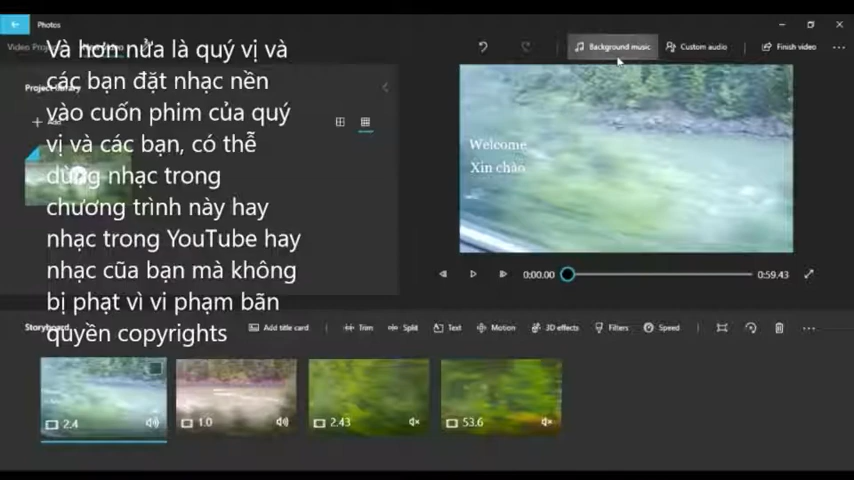 Photos
Video Pro
Và hơn nữa là quý vị và
các bạn đặt nhạc nền
vào cuốn phim của quý
vị và các bạn, có thễ
dùng nhạc trong
chương trình này hay
nhạc trong YouTube hay
nhạc cũa bạn mà không
bị phạt vì vi phạm bãn
quyền copyrights
Background music
Custom audio
Finish video
Project library
Welcome
Xin chào
0:00.00
0:59.43
Storyboard
Add title card
Trim
Split
Text
Motion
3D effects
Filters
Speed
2.4
1.0
2.43
53.6